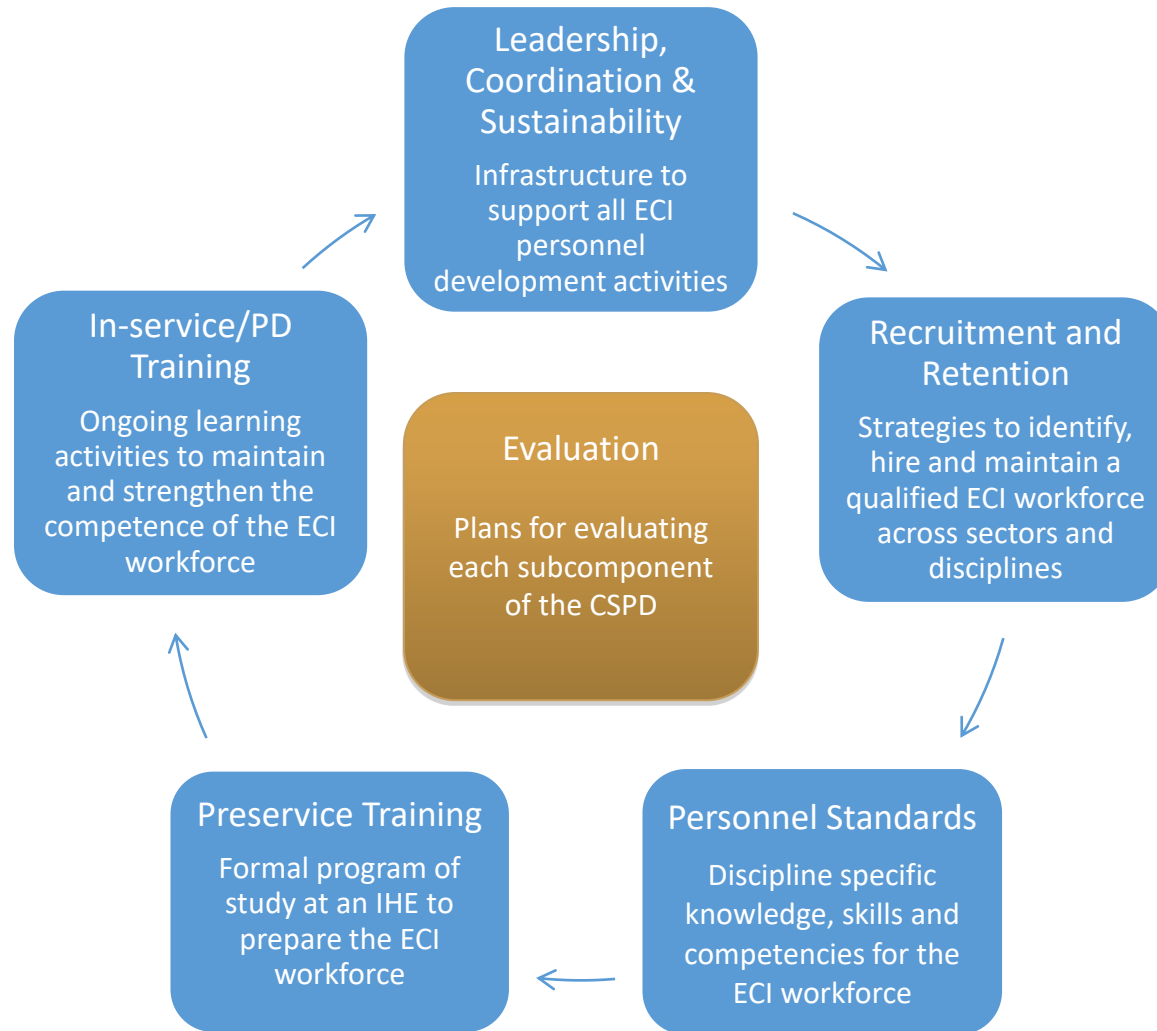 Leadership,
Coordination &
Sustainability
Infrastructure to
support all ECI
personnel
development activities
Recruitment and
Retention
Strategies to identify,
hire and maintain a
qualified ECI workforce
across sectors and
disciplines
Personnel Standards
Discipline specific
knowledge, skills and
competencies for the
ECI workforce
Preservice Training
Formal program of
study at an IHE to
prepare the ECI
workforce
In-service/PD
Training
Ongoing learning
activities to maintain
and strengthen the
competence of the ECI
workforce
Evaluation
Plans for evaluating
each subcomponent
of the CSPD